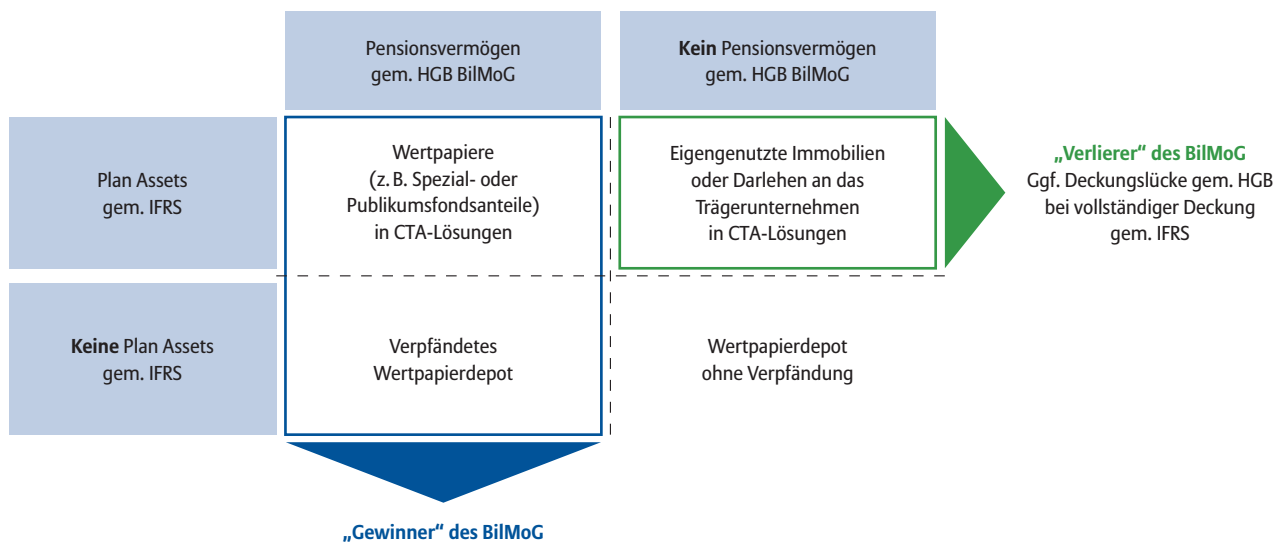 Pensionsvermögen
gem. HGB BilMoG
Kein Pensionsvermögen
gem. HGB BilMoG
Plan Assets
gem. IFRS
Wertpapiere
(z. B. Spezial- oder
Publikumsfondsanteile)
in CTA-Lösungen
Eigengenutzte Immobilien
oder Darlehen an das
Trägerunternehmen
in CTA-Lösungen
„Verlierer“ des BilMoG
Ggf. Deckungslücke gem. HGB
bei vollständiger Deckung
gem. IFRS
Keine Plan Assets
gem. IFRS
Verpfändetes
Wertpapierdepot
Wertpapierdepot
ohne Verpfändung
„Gewinner“ des BilMoG